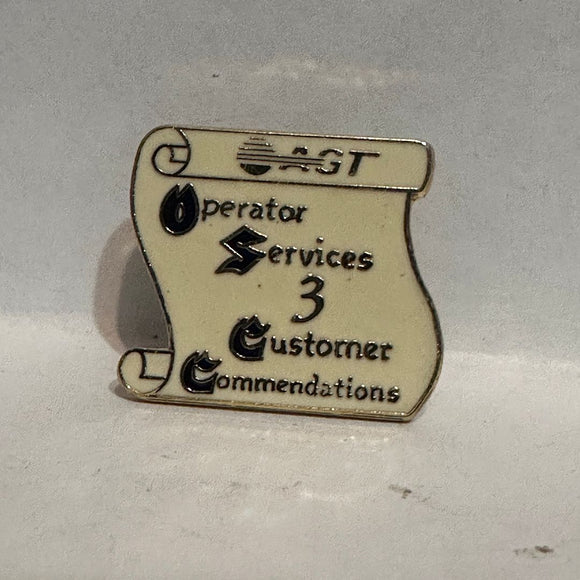 AGT
Operator
Services
3
Customer
Commendations